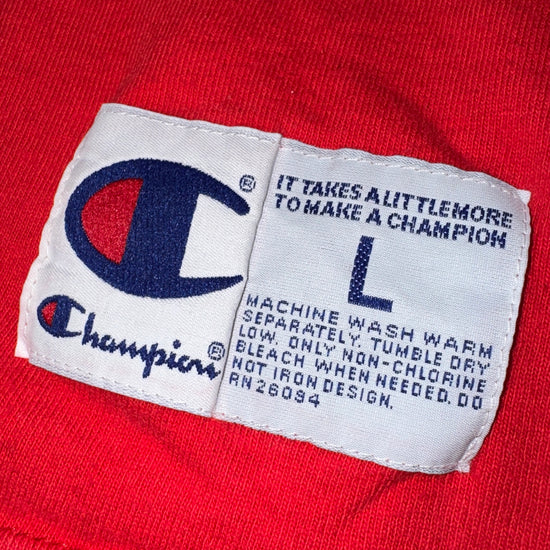 Champion®
®
IT TAKES A LITTLE MORE
TO MAKE A CHAMPION
L
MACHINE WASH WARM
SEPARATELY. TUMBLE DRY
LOW. ONLY NON-CHLORINE
BLEACH WHEN NEEDED. DO
NOT IRON DESIGN.
RN26094